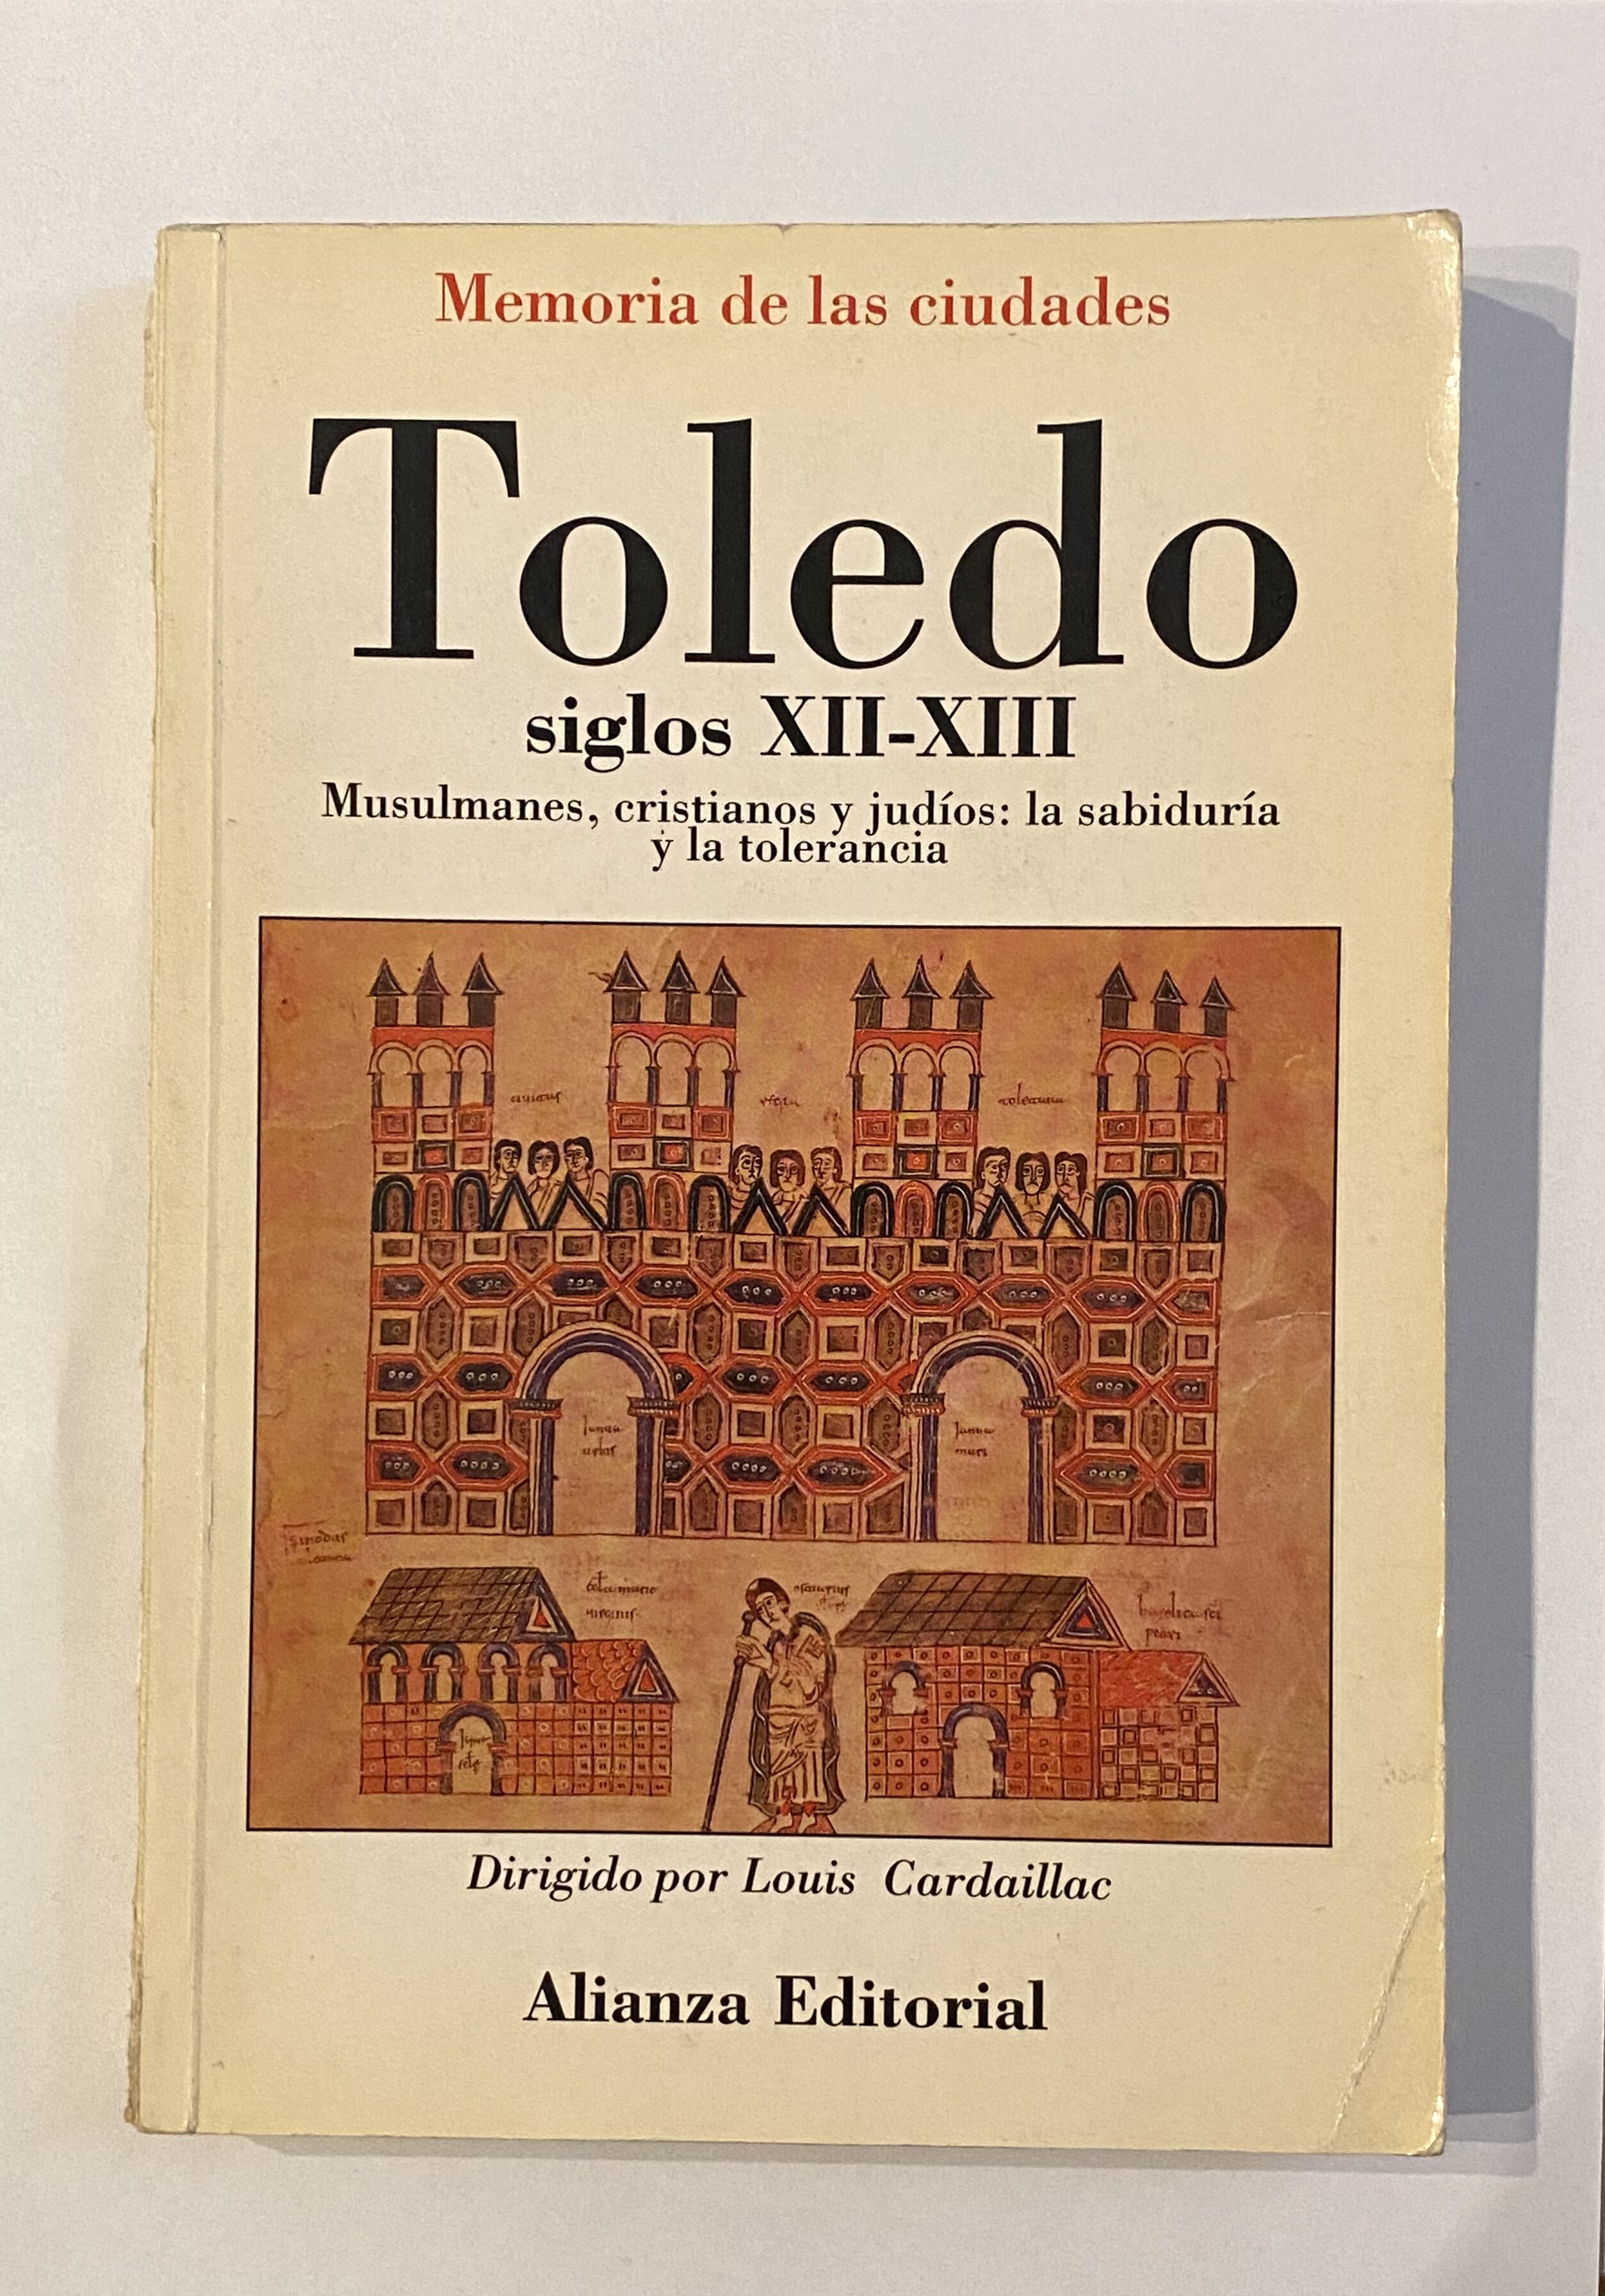 Memoria de las ciudades
Toledo
siglos XII-XIII
Musulmanes, cristianos y judíos: la sabiduría
y la tolerancia
Dirigido por Louis Cardaillac
Alianza Editorial